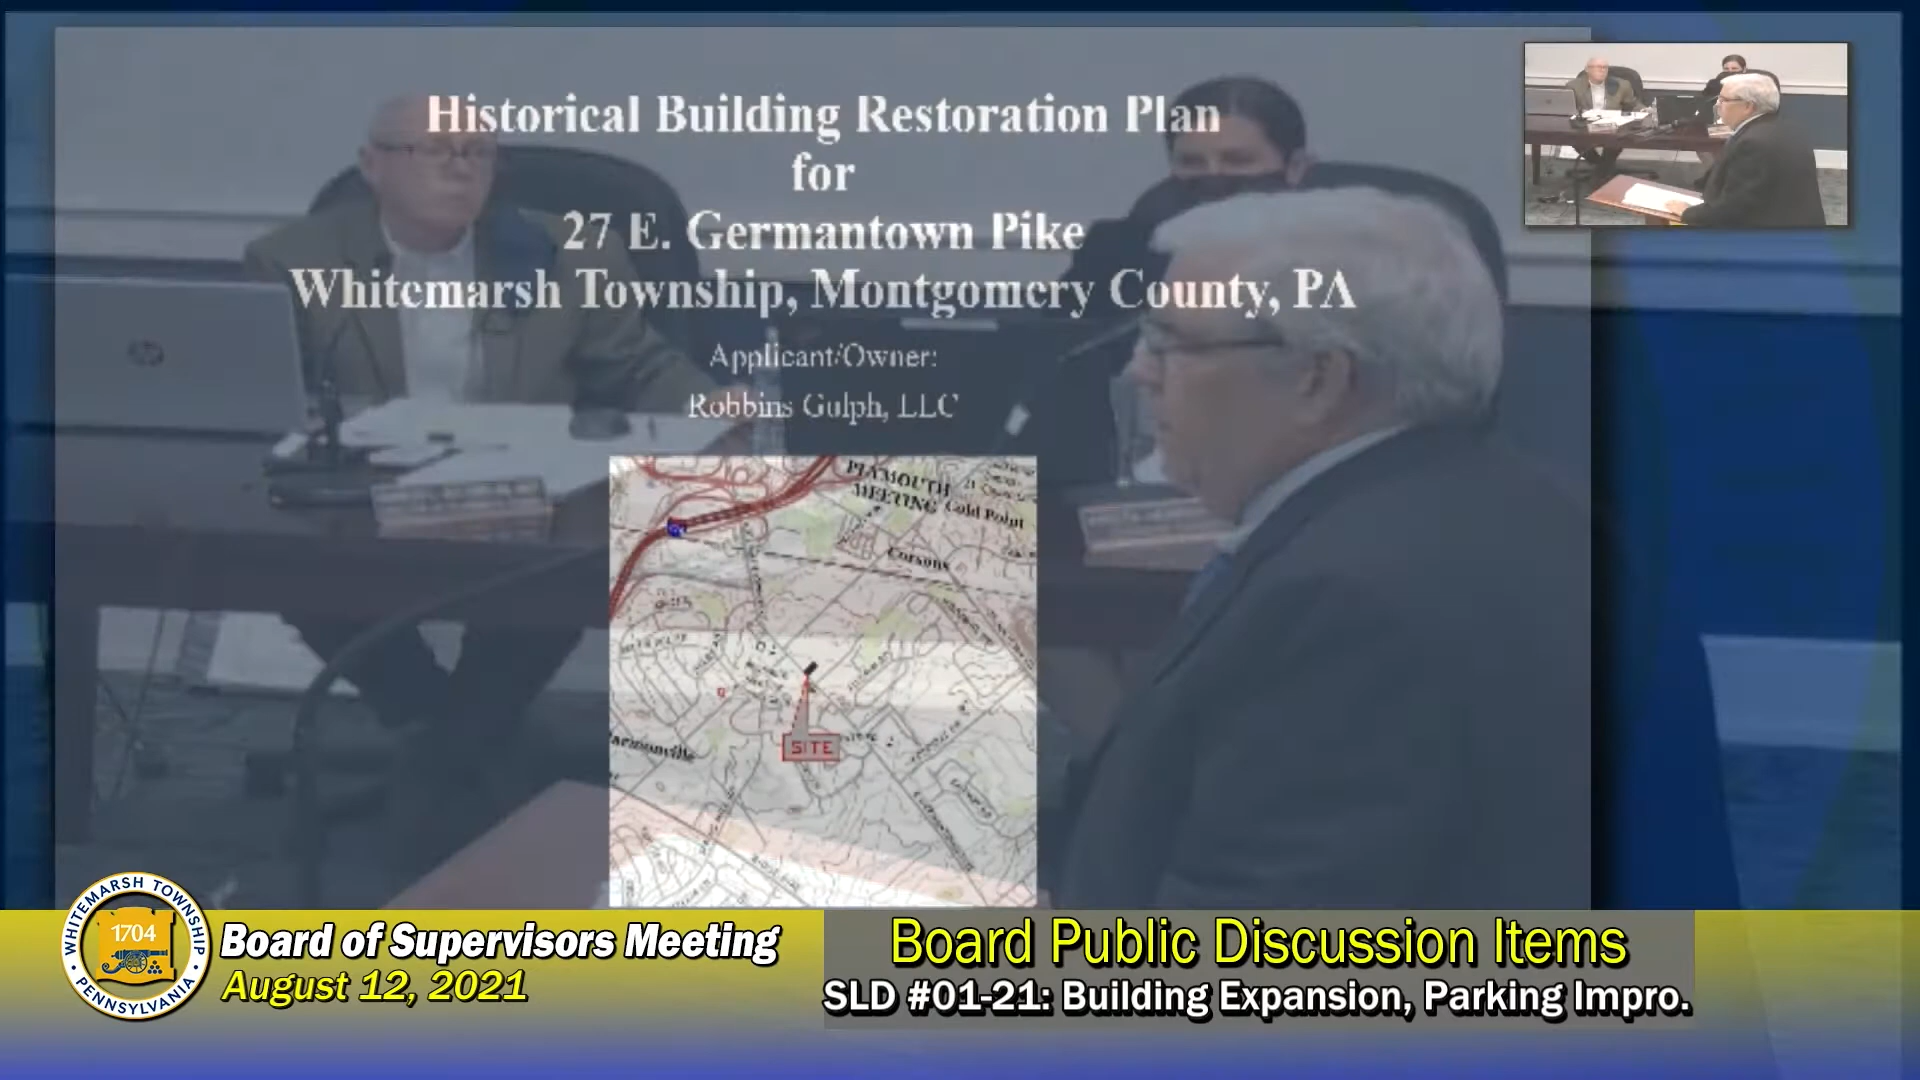 Historical Building Restoration Plan
for
27 E. Germantown Pike
Whitemarsh Township, Montgomery County, PA
Applicant/Owner:
Robbins Gulph, LLC
PLYMOUTH
MEETING
Cold Point
Corsons
Harmonville
SITE
WHITEMARSH TOWNSHIP
1704
PENNSYLVANIA
Board of Supervisors Meeting
August 12, 2021
Board Public Discussion Items
SLD #01-21: Building Expansion, Parking Impro.